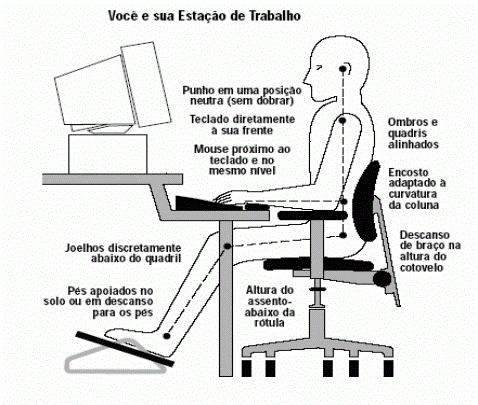 Você e sua Estação de Trabalho
Punho em uma posição
neutra (sem dobrar)
Teclado diretamente
à sua frente
Mouse próximo ao
teclado e no
mesmo nível
Ombros e
quadris
alinhados
Encosto
adaptado à
curvatura
da coluna
Descanso
de braço na
altura do
cotovelo
Joelhos discretamente
abaixo do quadril
Pés apoiados no
solo ou em descanso
para os pés
Altura do
assento-
abaixo da
rótula